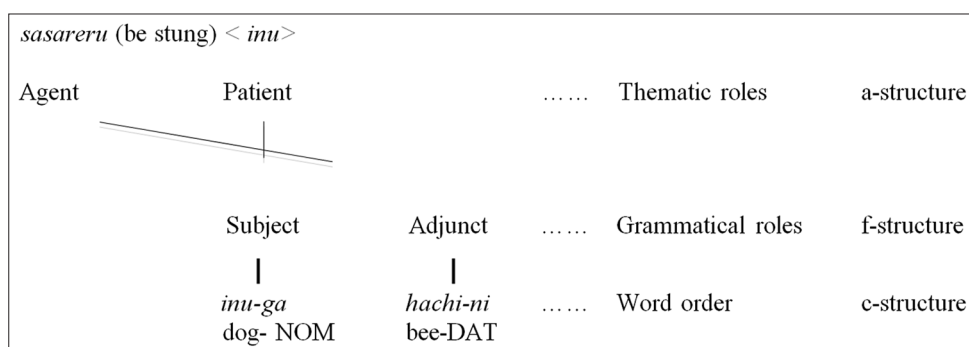 sasareru (be stung) < inu>
Agent Patient …… Thematic roles a-structure
Subject Adjunct …… Grammatical roles f-structure
inu-ga hachi-ni …… Word order c-structure
dog- NOM bee-DAT